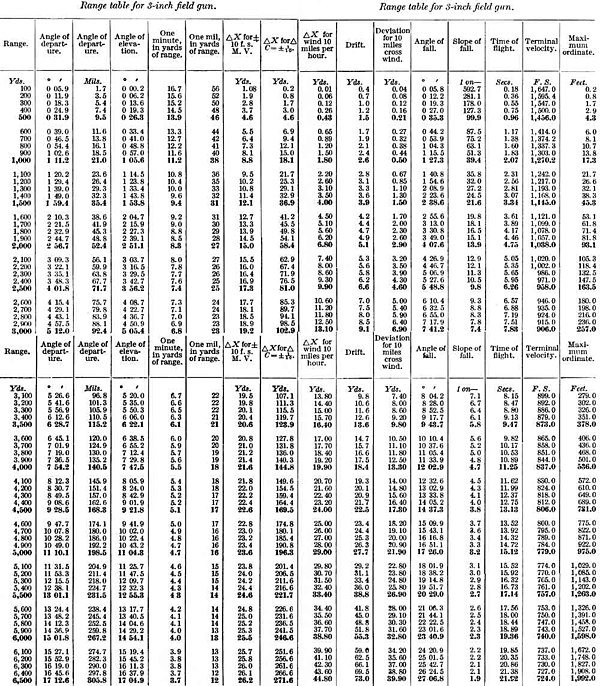 Range table for 3-inch field gun. Range table for 3-inch field gun.
Range. Angle of depart- ure. Angle of depart- ure. Angle of eleva- tion. One minute, in yards of range. One mil, in yards of range. △X for ± 10 f. s. M. V. △X for △C= ± 1/10. △X for wind 10 miles per hour. Drift. Deviation for 10 miles cross wind. Angle of fall. Slope of fall. Time of flight. Terminal velocity. Maxi- mum ordinate.
Yds. ° ′ Mils. ° ′ Yds. Yds. Yds. Yds. Yds. Yds. ° ′ 1 on— Secs. F. S. Feet.
100 0 05.9 1.7 0 00.2 16.7 56 1.08 0.2 0.01 0.4 0.04 0 05.8 592.7 0.18 1,647.0 0.2
200 0 11.9 3.5 0 06.2 15.6 52 1.9 0.8 0.06 0.7 0.08 0 12.2 281.1 0.36 1,595.4 0.8
300 0 18.3 5.4 0 13.6 15.2 50 2.8 1.7 0.12 1.0 0.12 0 19.3 178.0 0.55 1,547.0 1.7
400 0 24.9 7.4 0 19.3 14.5 48 3.7 3.0 0.26 1.2 0.16 0 27.0 127.3 0.75 1,500.0 2.9
500 0 31.9 9.5 0 26.3 13.9 46 4.6 4.6 0.43 1.5 0.21 0 35.3 99.9 0.96 1,456.0 4.3
600 0 39.0 11.6 0 33.4 13.3 44 5.5 6.9 0.65 1.7 0.27 0 44.2 87.5 1.17 1,414.0 6.0
700 0 46.5 13.8 0 41.0 12.7 42 6.4 9.4 0.89 1.9 0.32 0 53.9 75.2 1.38 1,374.2 8.1
800 0 54.4 16.1 0 48.8 12.2 41 7.3 12.1 1.20 2.1 0.38 1 04.3 63.1 1.60 1,337.3 10.7
900 1 02.6 18.5 0 57.0 11.6 40 8.1 15.0 1.50 2.4 0.44 1 15.5 51.3 1.83 1,303.0 13.8
1,000 1 11.2 21.0 1 05.6 11.2 38 8.8 18.1 1.80 2.6 0.50 1 27.3 39.4 2.07 1,270.2 17.3
1,100 1 20.2 23.6 1 14.5 10.8 36 9.5 21.7 2.20 2.8 0.67 1 40.8 35.8 2.31 1,242.0 21.7
1,200 1 29.4 26.4 1 23.8 10.4 35 10.2 25.3 2.60 3.1 0.85 1 54.6 32.0 2.56 1,217.0 26.6
1,300 1 39.0 29.3 1 33.4 10.0 33 10.8 29.1 3.10 3.3 1.10 2 08.9 27.2 2.81 1,193.0 32.1
1,400 1 49.0 32.3 1 43.8 9.6 32 11.4 32.9 3.50 3.6 1.30 2 23.6 24.5 3.07 1,168.0 38.3
1,500 1 59.4 35.4 1 53.8 9.4 31 12.1 36.9 4.00 3.9 1.50 2 38.6 21.6 3.34 1,145.0 45.3
1,600 2 10.3 38.6 2 04.7 9.2 31 12.7 41.2 4.50 4.2 1.70 2 55.6 19.8 3.61 1,121.0 53.1
1,700 2 21.5 41.9 2 15.9 9.0 30 13.3 45.5 5.10 4.4 2.00 3 13.0 18.1 3.89 1,099.0 61.8
1,800 2 32.9 45.3 2 27.3 8.8 29 13.9 49.8 5.60 4.7 2.30 3 30.8 16.5 4.17 1,078.0 71.4
1,900 2 44.7 48.8 2 39.1 8.5 28 14.5 54.1 6.20 4.9 2.60 3 49.0 15.1 4.46 1,057.0 81.8
2,000 2 56.7 52.4 2 51.1 8.3 27 15.0 58.4 6.80 5.1 2.90 4 07.6 13.9 4.75 1,038.0 93.1
2,100 3 09.3 56.1 3 03.7 8.0 27 15.5 62.9 7.40 5.3 3.20 4 26.9 12.9 5.05 1,020.0 105.3
2,200 3 22.1 59.9 3 16.5 7.8 26 16.0 67.4 8.00 5.6 3.50 4 46.7 12.1 5.35 1,002.0 118.4
2,300 3 35.1 63.8 3 29.5 7.6 26 16.4 71.9 8.60 5.8 3.90 5 06.9 11.3 5.65 986.0 132.5
2,400 3 48.3 67.7 3 42.7 7.6 25 16.9 76.5 9.30 6.2 4.30 5 27.6 10.5 5.95 971.0 147.5
2,500 4 01.8 71.7 3 56.2 7.4 25 17.3 81.0 9.90 6.6 4.60 5 48.8 9.8 6.26 958.0 163.5
2,600 4 15.4 75.7 4 08.7 7.3 24 17.7 85.3 10.60 7.0 5.00 6 10.4 9.3 6.57 946.0 180.0
2,700 4 29.1 79.8 4 22.7 7.1 24 18.1 89.7 11.20 7.5 5.40 6 32.5 8.8 6.88 935.0 198.0
2,800 4 43.1 83.9 4 36.7 7.0 23 18.5 94.1 11.80 8.0 5.90 6 55.0 8.3 7.19 924.0 216.0
2,900 4 57.5 88.1 4 50.9 6.9 23 18.9 98.5 12.50 8.5 6.40 7 17.9 7.8 7.51 915.0 236.0
3,000 5 12.0 92.4 5 05.4 6.8 23 19.2 102.9 13.10 9.1 6.90 7 41.2 7.4 7.83 906.0 257.0
Range. Angle of depart- ure. Angle of depart- ure. Angle of eleva- tion. One minute, in yards of range. One mil, in yards of range. △X for ± 10 f. s. M. V. △X for △C= ± 1/10. △X for wind 10 miles per hour. Drift. Deviation for 10 miles cross wind. Angle of fall. Slope of fall. Time of flight. Terminal velocity. Maxi- mum ordinate.
Yds. ° ′ Mils. ° ′ Yds. Yds. Yds. Yds. Yds. Yds. ° ′ 1 on— Secs. F. S. Feet.
3,100 5 26.6 96.8 5 20.0 6.7 22 19.5 107.1 13.80 9.8 7.40 8 04.2 7.1 8.15 899.0 279.0
3,200 5 41.6 101.3 5 35.0 6.6 22 19.8 111.3 14.40 10.6 8.00 8 28.0 6.7 8.47 892.0 302.0
3,300 5 56.9 105.9 5 50.3 6.5 22 20.1 115.5 15.00 11.6 8.60 8 52.5 6.4 8.80 886.0 326.0
3,400 6 12.6 110.5 6 06.0 6.3 21 20.4 119.7 15.70 12.6 9.20 9 17.7 6.1 9.13 879.0 351.0
3,500 6 28.7 115.2 6 22.1 6.1 21 20.6 123.9 16.40 13.6 9.80 9 43.7 5.8 9.47 873.0 378.0
3,600 6 45.1 120.0 6 38.5 6.0 20 20.8 127.8 17.00 14.7 10.50 10 10.4 5.6 9.82 865.0 406.0
3,700 7 01.9 124.9 6 55.2 5.9 20 21.0 131.8 17.70 15.7 11.10 10 37.6 5.2 10.17 858.0 436.0
3,800 7 19.0 130.0 7 12.4 5.7 19 21.2 136.0 18.40 16.6 11.80 11 05.4 5.0 10.53 851.0 468.0
3,900 7 36.5 135.2 7 29.8 5.6 19 21.4 140.3 19.20 17.5 12.50 11 33.9 4.8 10.89 844.0 501.0
4,000 7 54.2 140.5 7 47.5 5.5 18 21.6 144.8 19.90 18.4 13.30 12 02.9 4.7 11.25 837.0 536.0
4,100 8 12.3 145.9 8 05.9 5.4 18 21.8 149.6 20.70 19.3 14.00 12 32.6 4.5 11.62 830.0 572.0
4,200 8 30.7 151.4 8 24.0 5.3 18 22.0 154.5 21.60 20.1 14.80 13 02.9 4.3 11.99 824.0 610.0
4,300 8 49.5 157.0 8 42.9 5.2 17 22.2 159.4 22.40 20.9 15.60 13 33.8 4.1 12.37 818.0 649.0
4,400 9 08.6 162.6 9 01.9 5.2 17 22.4 164.4 23.20 21.7 16.40 14 05.2 4.0 12.75 812.0 689.0
4,500 9 28.5 168.3 9 21.8 5.1 17 22.6 169.5 24.00 22.5 17.30 14 37.3 3.8 13.13 806.0 731.0
4,600 9 47.7 174.1 9 41.9 5.0 17 22.8 174.8 25.00 23.4 18.20 15 09.7 3.7 13.52 800.0 775.0
4,700 10 07.8 180.0 10 02.0 4.9 16 23.0 180.1 26.00 24.4 19.10 15 43.1 3.6 13.92 795.0 822.0
4,800 10 28.2 186.0 10 22.4 4.8 16 23.2 185.4 27.00 25.3 20.00 16 16.8 3.4 14.32 789.0 871.0
4,900 10 49.0 192.2 10 43.2 4.7 16 23.4 190.8 28.00 26.3 20.90 16 51.1 3.3 14.72 784.0 922.0
5,000 11 10.1 198.5 11 04.3 4.7 16 23.6 196.3 29.00 27.7 21.90 17 26.0 3.2 15.12 779.0 975.0
5,100 11 31.5 204.9 11 25.7 4.6 15 23.8 201.4 29.80 29.2 22.80 18 01.9 3.1 15.52 774.0 1,029.0
5,200 11 53.3 211.4 11 47.5 4.5 15 24.0 206.5 30.70 31.1 23.80 18 38.2 3.0 15.92 770.0 1,085.0
5,300 12 15.5 218.0 12 09.7 4.4 15 24.2 211.6 31.50 33.4 24.80 19 14.8 2.9 16.32 765.0 1,143.0
5,400 12 38.1 224.7 12 32.3 4.3 14 24.4 216.6 32.40 36.0 25.80 19 51.7 2.8 16.73 761.0 1,202.0
5,500 13 01.1 231.5 12 55.3 4.3 14 24.6 221.7 33.40 38.8 26.90 20 29.0 2.7 17.14 757.0 1,263.0
5,600 13 24.4 238.4 13 17.7 4.2 14 24.8 226.6 34.40 41.8 28.00 21 06.3 2.6 17.56 753.0 1,326.0
5,700 13 48.2 245.4 13 40.5 4.1 14 25.0 231.6 35.50 45.0 29.10 21 44.1 2.5 18.00 750.0 1,391.0
5,800 14 12.3 252.5 14 04.6 4.1 14 25.2 236.5 36.60 48.3 30.30 22 22.5 2.4 18.44 747.0 1,458.0
5,900 14 36.9 259.8 14 29.2 4.0 13 25.3 241.5 37.70 51.8 31.60 23 01.6 2.3 18.89 743.0 1,527.0
6,000 15 01.8 267.2 14 54.1 4.0 13 25.5 246.6 38.80 55.3 32.80 23 40.9 2.3 19.36 740.0 1,598.0
6,100 15 27.1 274.7 15 19.4 3.9 13 25.7 251.6 39.90 59.0 34.20 24 20.9 2.2 19.85 737.0 1,672.0
6,200 15 52.9 282.3 15 45.2 3.8 13 25.8 256.6 41.10 62.5 35.60 25 01.5 2.2 20.35 733.0 1,748.0
6,300 16 19.0 290.0 16 11.3 3.8 13 26.0 261.6 42.30 66.1 37.00 25 42.7 2.1 20.86 730.0 1,827.0
6,400 16 45.6 297.8 16 37.9 3.7 12 26.1 266.6 43.60 69.5 38.80 26 24.5 2.1 21.38 727.0 1,908.0
6,500 17 12.6 305.8 17 04.9 3.7 12 26.2 271.6 44.80 73.0 39.90 27 06.8 1.9 21.92 724.0 1,992.0